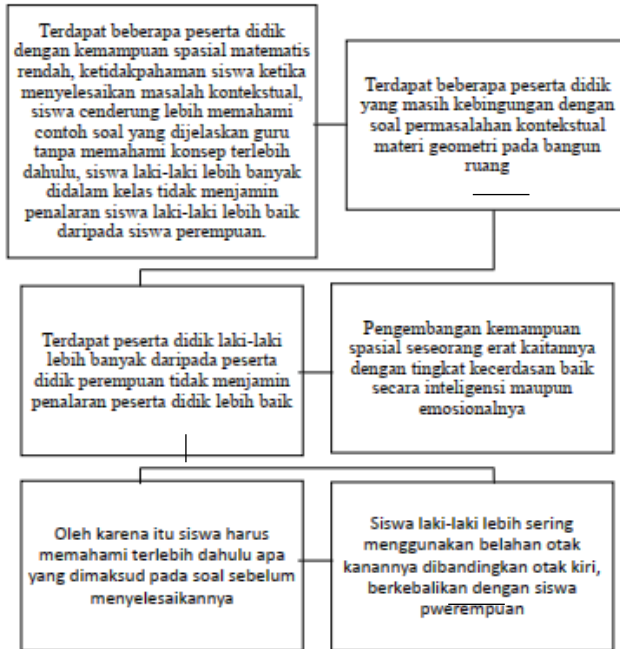 Terdapat beberapa peserta didik
dengan kemampuan spasial matematis
rendah, ketidakpahaman siswa ketika
menyelesaikan masalah kontekstual,
siswa cenderung lebih memahami
contoh soal yang dijelaskan guru
tanpa memahami konsep terlebih
dahulu, siswa laki-laki lebih banyak
didalam kelas tidak menjamin
penalaran siswa laki-laki lebih baik
daripada siswa perempuan.
Terdapat beberapa peserta didik
yang masih kebingungan dengan
soal permasalahan kontekstual
materi geometri pada bangun
ruang
Terdapat peserta didik laki-laki
lebih banyak daripada peserta
didik perempuan tidak menjamin
penalaran peserta didik lebih baik
Pengembangan kemampuan
spasial seseorang erat kaitannya
dengan tingkat kecerdasan baik
secara inteligensi maupun
emosionalnya
Oleh karena itu siswa harus
memahami terlebih dahulu apa
yang dimaksud pada soal sebelum
menyelesaikannya
Siswa laki-laki lebih sering
menggunakan belahan otak
kanannya dibandingkan otak kiri,
berkebalikan dengan siswa
pwerempuan